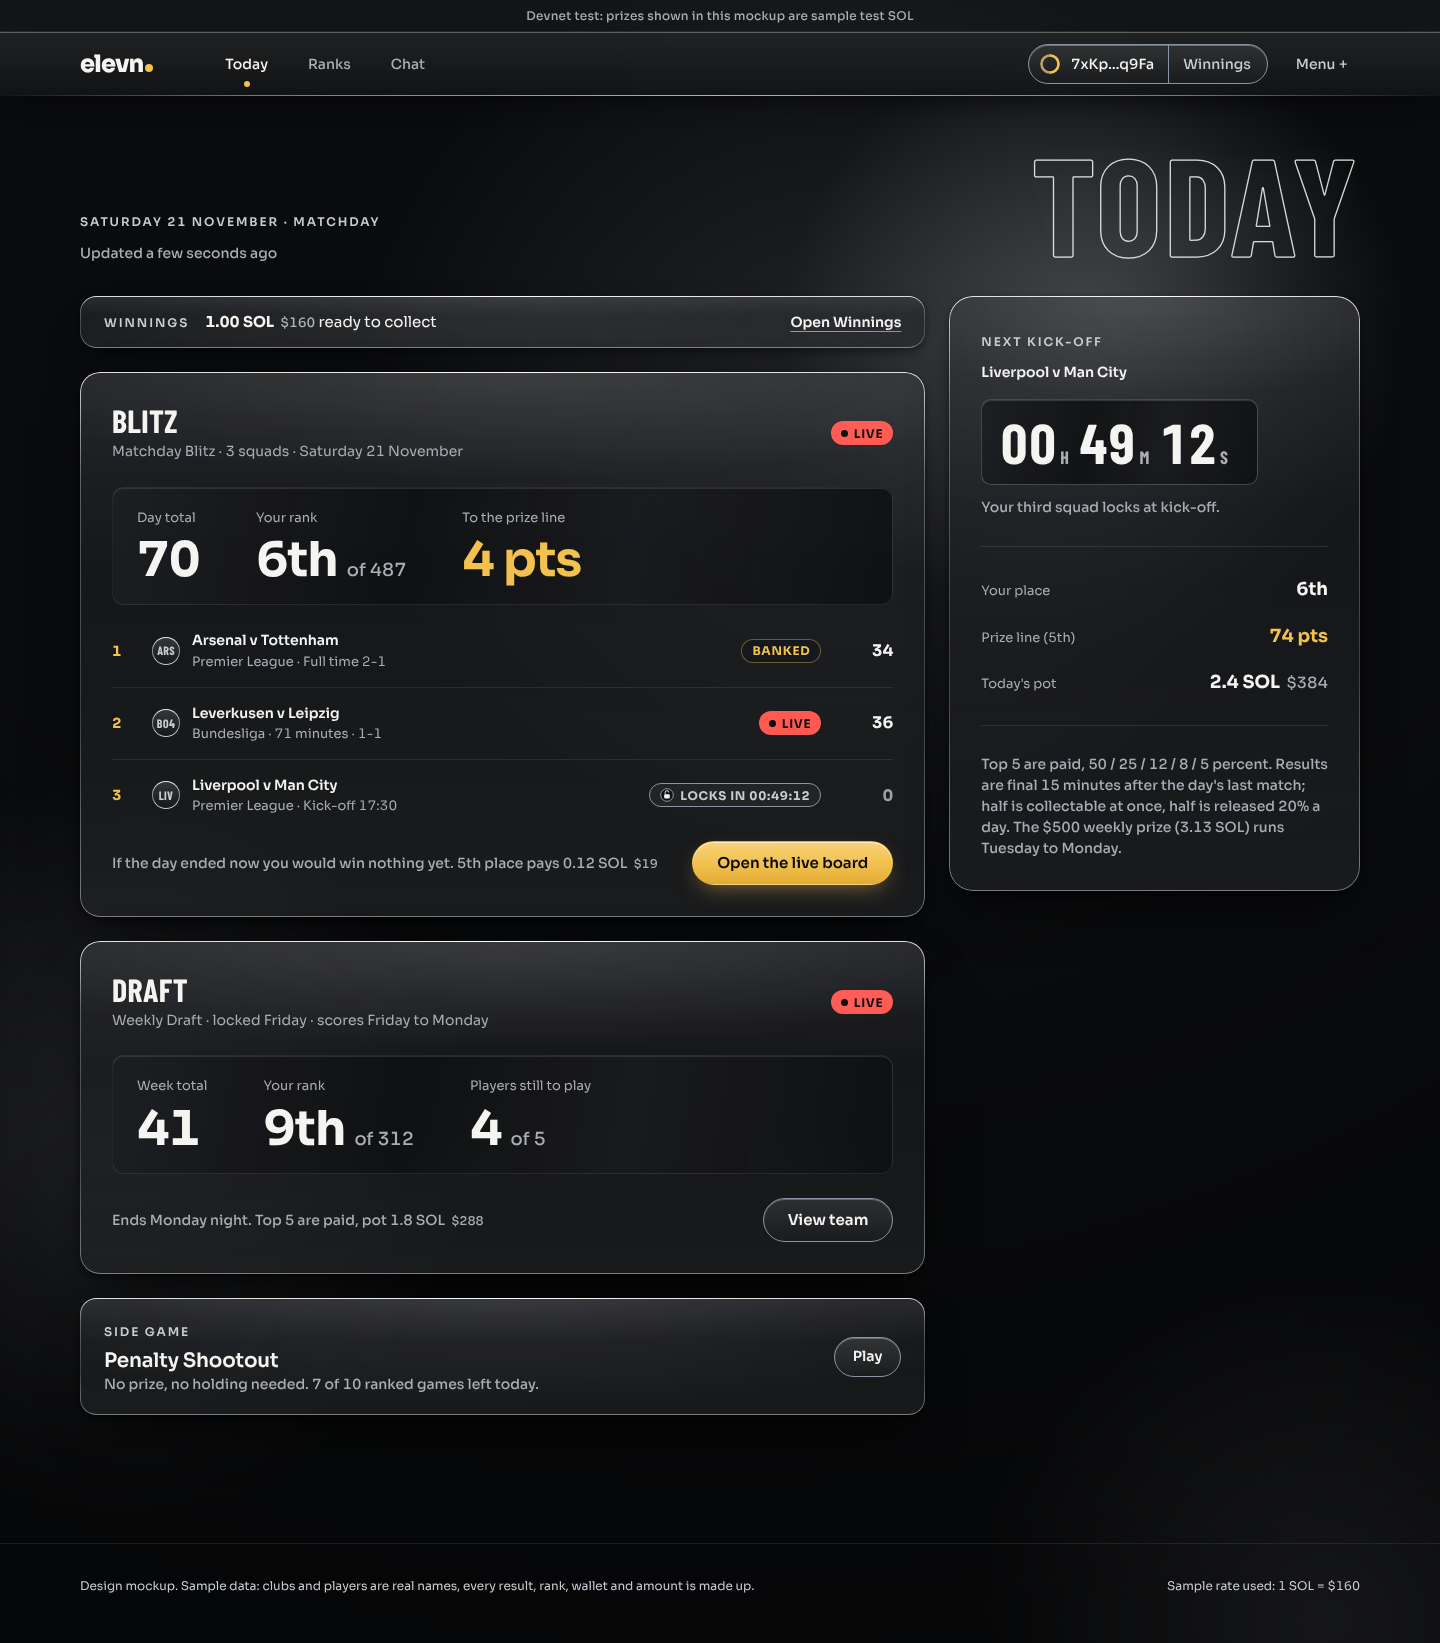 Devnet test: prizes shown in this mockup are sample test SOL
elevn.
Today
Ranks
Chat
7xKp...q9Fa
Winnings
Menu +
TODAY
SATURDAY 21 NOVEMBER · MATCHDAY
Updated a few seconds ago
WINNINGS 1.00 SOL $160 ready to collect
Open Winnings
BLITZ
Matchday Blitz · 3 squads · Saturday 21 November
LIVE
Day total
70
Your rank
6th of 487
To the prize line
4 pts
1
ARS
Arsenal v Tottenham
Premier League · Full time 2-1
BANKED
34
2
B04
Leverkusen v Leipzig
Bundesliga · 71 minutes · 1-1
LIVE
36
3
LIV
Liverpool v Man City
Premier League · Kick-off 17:30
LOCKS IN 00:49:12
0
If the day ended now you would win nothing yet. 5th place pays 0.12 SOL $19
Open the live board
NEXT KICK-OFF
Liverpool v Man City
00 H 49 M 12 S
Your third squad locks at kick-off.
Your place
6th
Prize line (5th)
74 pts
Today's pot
2.4 SOL $384
Top 5 are paid, 50 / 25 / 12 / 8 / 5 percent. Results
are final 15 minutes after the day's last match;
half is collectable at once, half is released 20% a
day. The $500 weekly prize (3.13 SOL) runs
Tuesday to Monday.
DRAFT
Weekly Draft · locked Friday · scores Friday to Monday
LIVE
Week total
41
Your rank
9th of 312
Players still to play
4 of 5
Ends Monday night. Top 5 are paid, pot 1.8 SOL $288
View team
SIDE GAME
Penalty Shootout
No prize, no holding needed. 7 of 10 ranked games left today.
Play
Design mockup. Sample data: clubs and players are real names, every result, rank, wallet and amount is made up.
Sample rate used: 1 SOL = $160